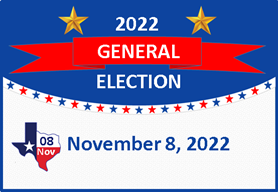 2022
GENERAL
ELECTION
08
Nov
November 8, 2022